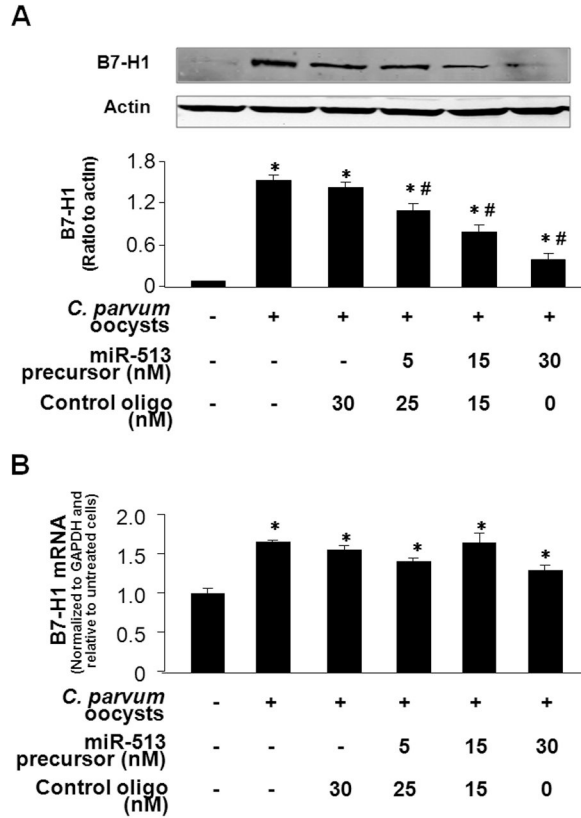 A
B7-H1
Actin
B7-H1
(Ratio to actin)
1.8
1.2
0.6
0
*
*
* #
* #
* #
C. parvum
oocysts
- + + + + +
miR-513
precursor (nM)
- - - 5 15 30
Control oligo
(nM)
- - 30 25 15 0
B
B7-H1 mRNA
(Normalized to GAPDH and
relative to untreated cells)
2.0
1.5
1.0
0.5
0
*
*
*
*
*
C. parvum
oocysts
- + + + + +
miR-513
precursor (nM)
- - - 5 15 30
Control oligo
(nM)
- - 30 25 15 0